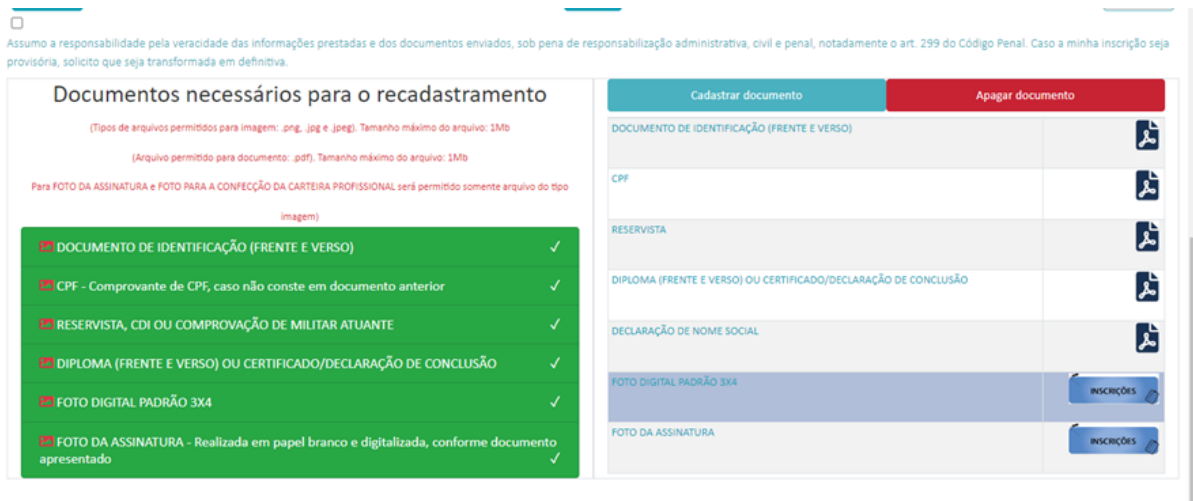 Assumo a responsabilidade pela veracidade das informações prestadas e dos documentos enviados, sob pena de responsabilização administrativa, civil e penal, notadamente o art. 299 do Código Penal. Caso a minha inscrição seja
provisória, solicito que seja transformada em definitiva.
Documentos necessários para o recadastramento
(Tipos de arquivos permitidos para imagem: .png, .jpg e .jpeg). Tamanho máximo do arquivo: 1Mb
(Arquivo permitido para documento: .pdf). Tamanho máximo do arquivo: 1Mb
Para FOTO DA ASSINATURA e FOTO PARA A CONFECÇÃO DA CARTEIRA PROFISSIONAL será permitido somente arquivo do tipo
imagem)
DOCUMENTO DE IDENTIFICAÇÃO (FRENTE E VERSO)
CPF - Comprovante de CPF, caso não conste em documento anterior
RESERVISTA, CDI OU COMPROVAÇÃO DE MILITAR ATUANTE
DIPLOMA (FRENTE E VERSO) OU CERTIFICADO/DECLARAÇÃO DE CONCLUSÃO
FOTO DIGITAL PADRÃO 3X4
FOTO DA ASSINATURA - Realizada em papel branco e digitalizada, conforme documento
apresentado
Cadastrar documento
Apagar documento
DOCUMENTO DE IDENTIFICAÇÃO (FRENTE E VERSO)
CPF
RESERVISTA
DIPLOMA (FRENTE E VERSO) OU CERTIFICADO/DECLARAÇÃO DE CONCLUSÃO
DECLARAÇÃO DE NOME SOCIAL
FOTO DIGITAL PADRÃO 3X4
INSCRIÇÕES
FOTO DA ASSINATURA
INSCRIÇÕES